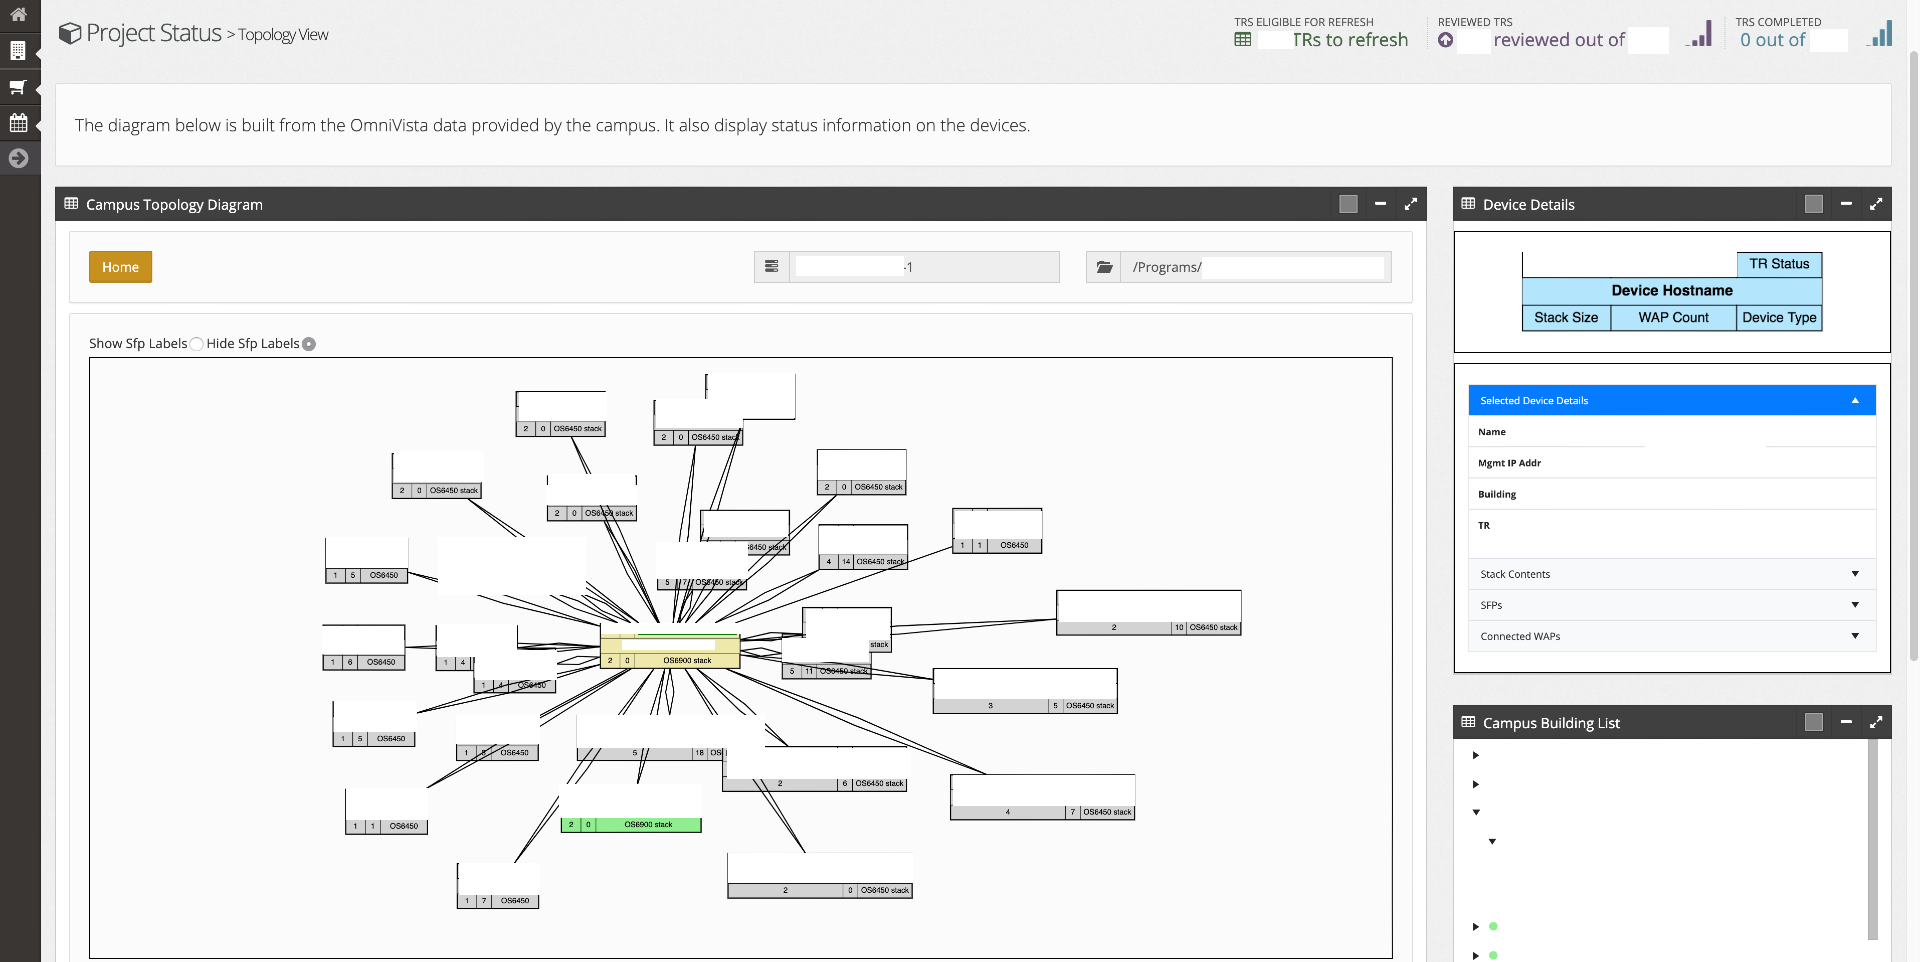 Project Status > Topology View
TRS ELIGIBLE FOR REFRESH
TRs to refresh
REVIEWED TRS
reviewed out of
TRS COMPLETED
0 out of
The diagram below is built from the OmniVista data provided by the campus. It also display status information on the devices.
Campus Topology Diagram
Home
-1
/Programs/
Show Sfp Labels Hide Sfp Labels
2 0 OS6450 stack
2 0 OS6450 stack
2 0 OS6450 stack
2 0 OS6450 stack
2 0 OS6450 stack
6450 stack
4 14 OS6450 stack
1 1 OS6450
1 5 OS6450
5 7 OS6450 stack
2 10 OS6450 stack
1 6 OS6450
1 4
stack
2 0 OS6900 stack
5 11 OS6450 stack
1 4 OS6450
3 5 OS6450 stack
1 5 OS6450
1 OS6450
5 18 OS
2 6 OS6450 stack
4 7 OS6450 stack
1 1 OS6450
2 0 OS6900 stack
2 0 OS6450 stack
1 7 OS6450
Device Details
TR Status
Device Hostname
Stack Size WAP Count Device Type
Selected Device Details
Name
Mgmt IP Addr
Building
TR
Stack Contents
SFPs
Connected WAPs
Campus Building List